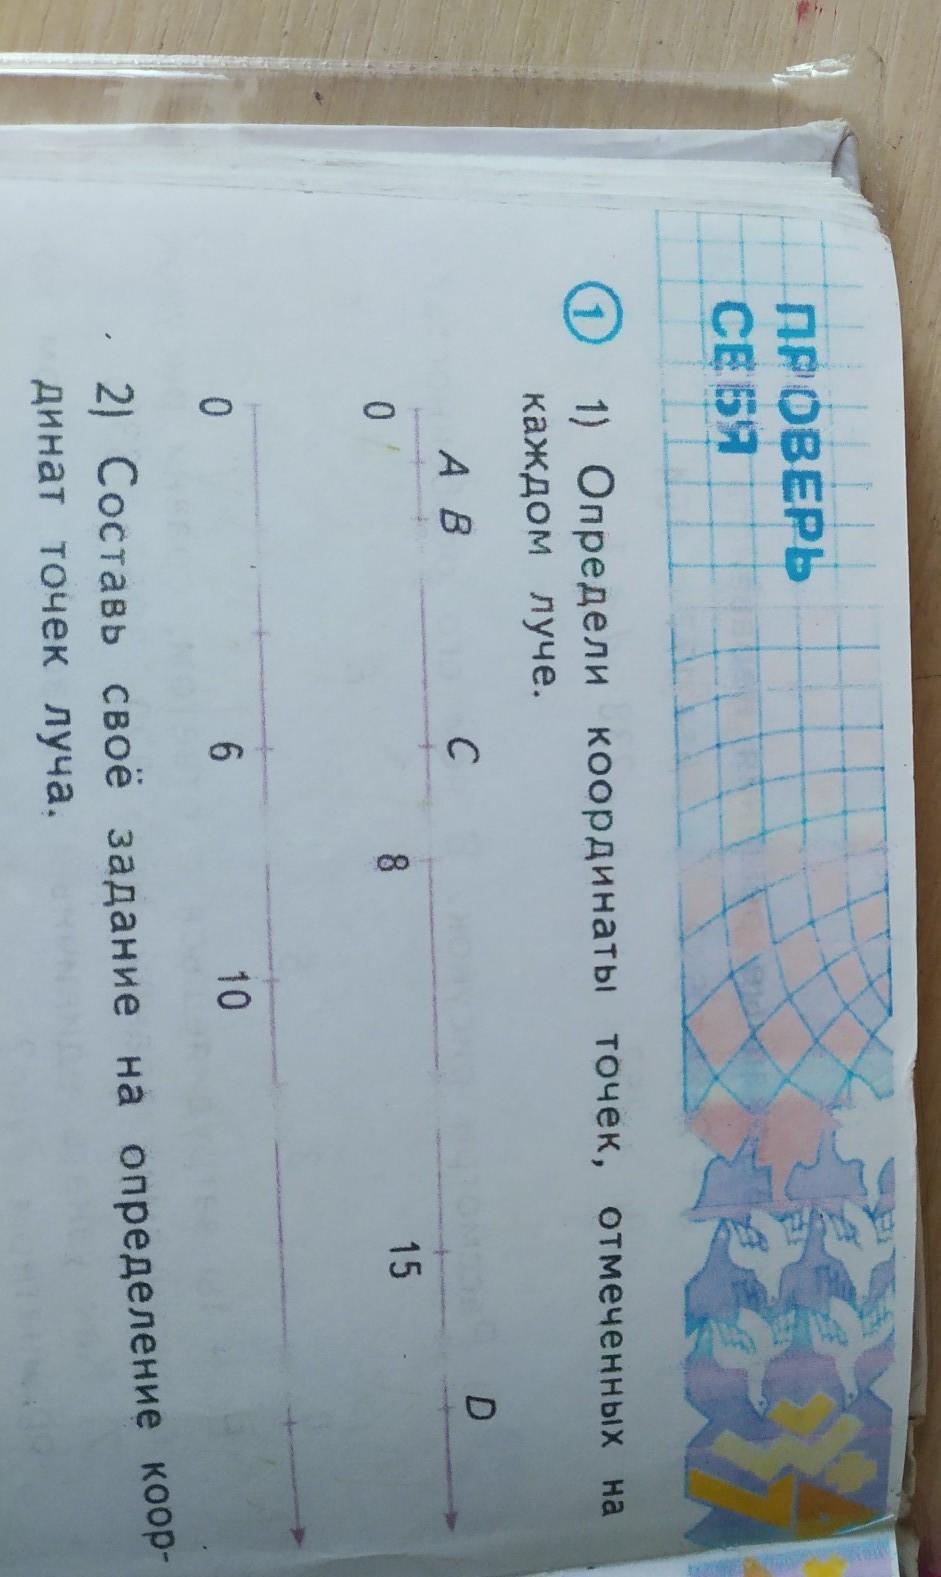 ПРОВЕРЬ
СЕБЯ
1 1) Определи координаты точек, отмеченных на
каждом луче.
A B C D
0 8 15
0 6 10
2) Составь своё задание на определение коор-
динат точек луча.